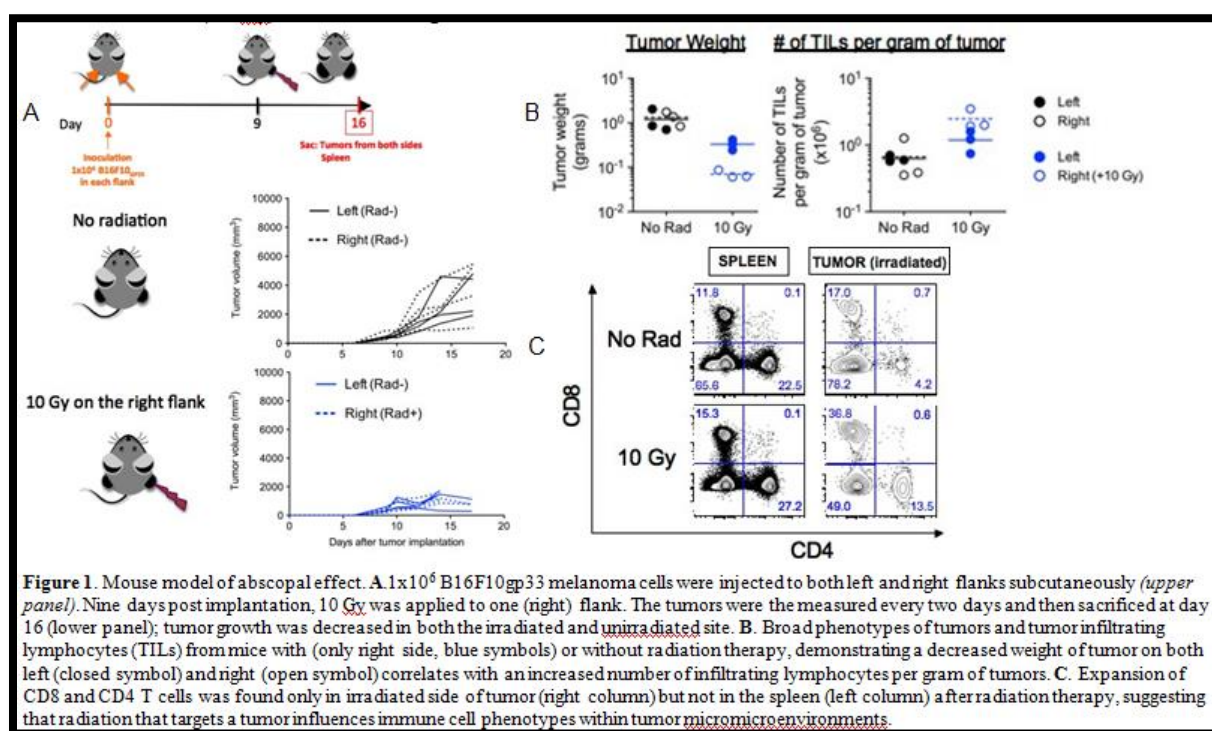 A
Day
0
9
16
Inoculation
in each flank
Sac: Tumors from both sides
Spleen
No radiation
10000
8000
6000
4000
2000
0
Tumor volume (mm³)
Left (Rad-)
Right (Rad-)
0 5 10 15 20
10 Gy on the right flank
10000
8000
6000
4000
2000
0
Tumor volume (mm³)
Left (Rad-)
Right (Rad+)
0 5 10 15 20
Days after tumor implantation
B
Tumor Weight
10¹
10⁰
10⁻¹
10⁻²
Tumor weight
(grams)
No Rad 10 Gy
# of TILs per gram of tumor
10¹
10⁰
10⁻¹
Number of TILs
per gram of tumor
(x10⁶)
No Rad 10 Gy
Left
Right
Left
Right (+10 Gy)
C
SPLEEN TUMOR (irradiated)
No Rad
11.8 0.1 17.0 0.7
65.6 22.5 78.2 4.2
10 Gy
15.3 0.1 36.8 0.6
27.2 49.0 13.5
CD8
CD4
Figure 1. Mouse model of abscopal effect. A.1x10⁶ B16F10gp33 melanoma cells were injected to both left and right flanks subcutaneously (upper
panel). Nine days post implantation, 10 Gy was applied to one (right) flank. The tumors were the measured every two days and then sacrificed at day
16 (lower panel); tumor growth was decreased in both the irradiated and unirradiated site. B. Broad phenotypes of tumors and tumor infiltrating
lymphocytes (TILs) from mice with (only right side, blue symbols) or without radiation therapy, demonstrating a decreased weight of tumor on both
left (closed symbol) and right (open symbol) correlates with an increased number of infiltrating lymphocytes per gram of tumors. C. Expansion of
CD8 and CD4 T cells was found only in irradiated side of tumor (right column) but not in the spleen (left column) after radiation therapy, suggesting
that radiation that targets a tumor influences immune cell phenotypes within tumor micromicroenvironments.